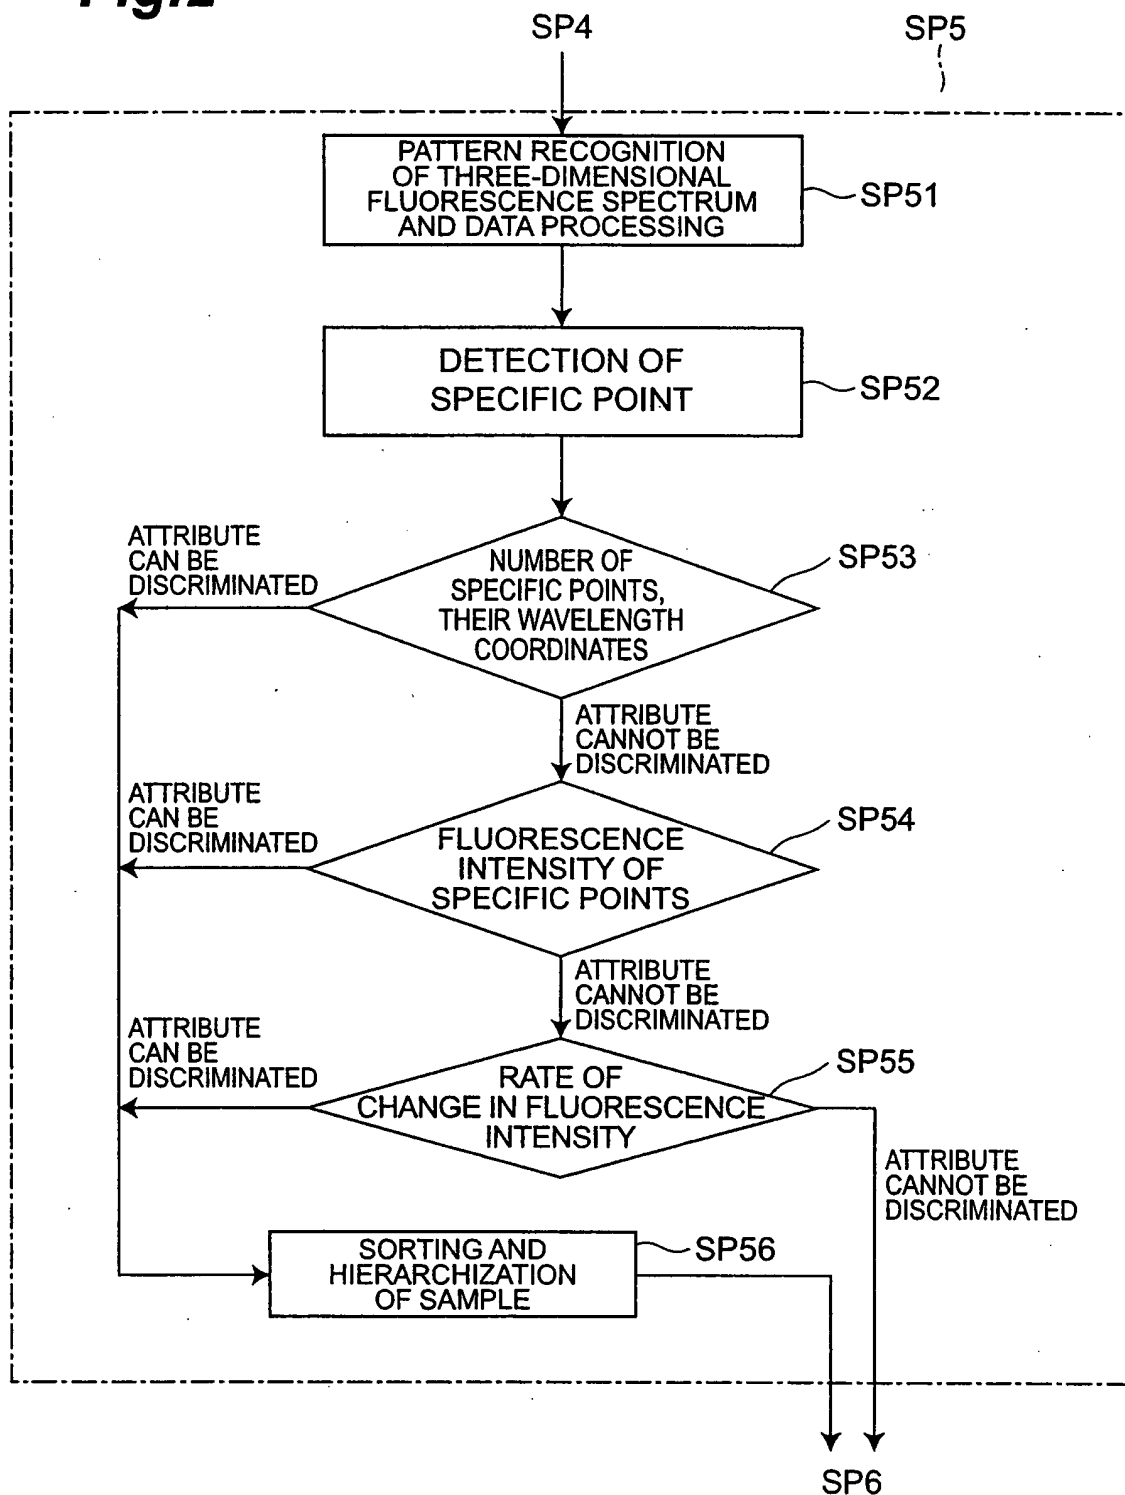 SP4
SP5
PATTERN RECOGNITION
OF THREE-DIMENSIONAL
FLUORESCENCE SPECTRUM
AND DATA PROCESSING
SP51
DETECTION OF
SPECIFIC POINT
SP52
ATTRIBUTE
CAN BE
DISCRIMINATED
NUMBER OF
SPECIFIC POINTS,
THEIR WAVELENGTH
COORDINATES
SP53
ATTRIBUTE
CANNOT BE
DISCRIMINATED
ATTRIBUTE
CAN BE
DISCRIMINATED
FLUORESCENCE
INTENSITY OF
SPECIFIC POINTS
SP54
ATTRIBUTE
CANNOT BE
DISCRIMINATED
ATTRIBUTE
CAN BE
DISCRIMINATED
RATE OF
CHANGE IN FLUORESCENCE
INTENSITY
SP55
ATTRIBUTE
CANNOT BE
DISCRIMINATED
SORTING AND
HIERARCHIZATION
OF SAMPLE
SP56
SP6